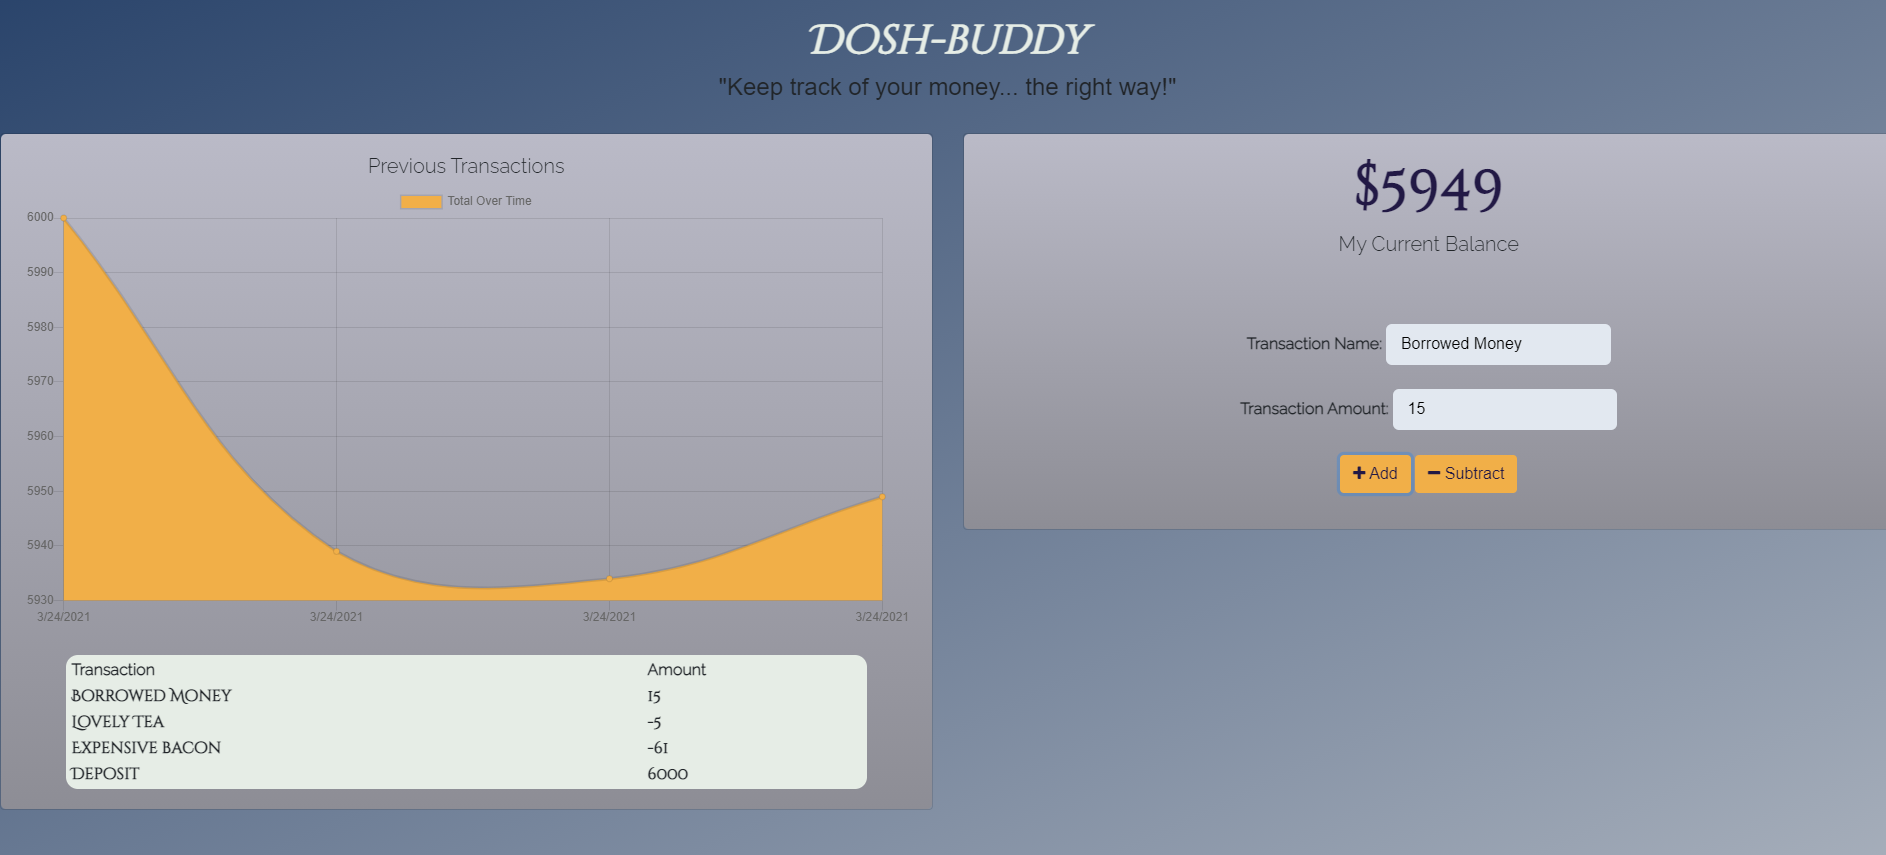 Dosh-buddy
"Keep track of your money... the right way!"
Previous Transactions
Total Over Time
6000
5990
5980
5970
5960
5950
5940
5930
3/24/2021 3/24/2021 3/24/2021 3/24/2021
Transaction Amount
Borrowed Money 15
Lovely Tea -5
Expensive bacon -61
Deposit 6000
$5949
My Current Balance
Transaction Name: Borrowed Money
Transaction Amount: 15
+ Add − Subtract